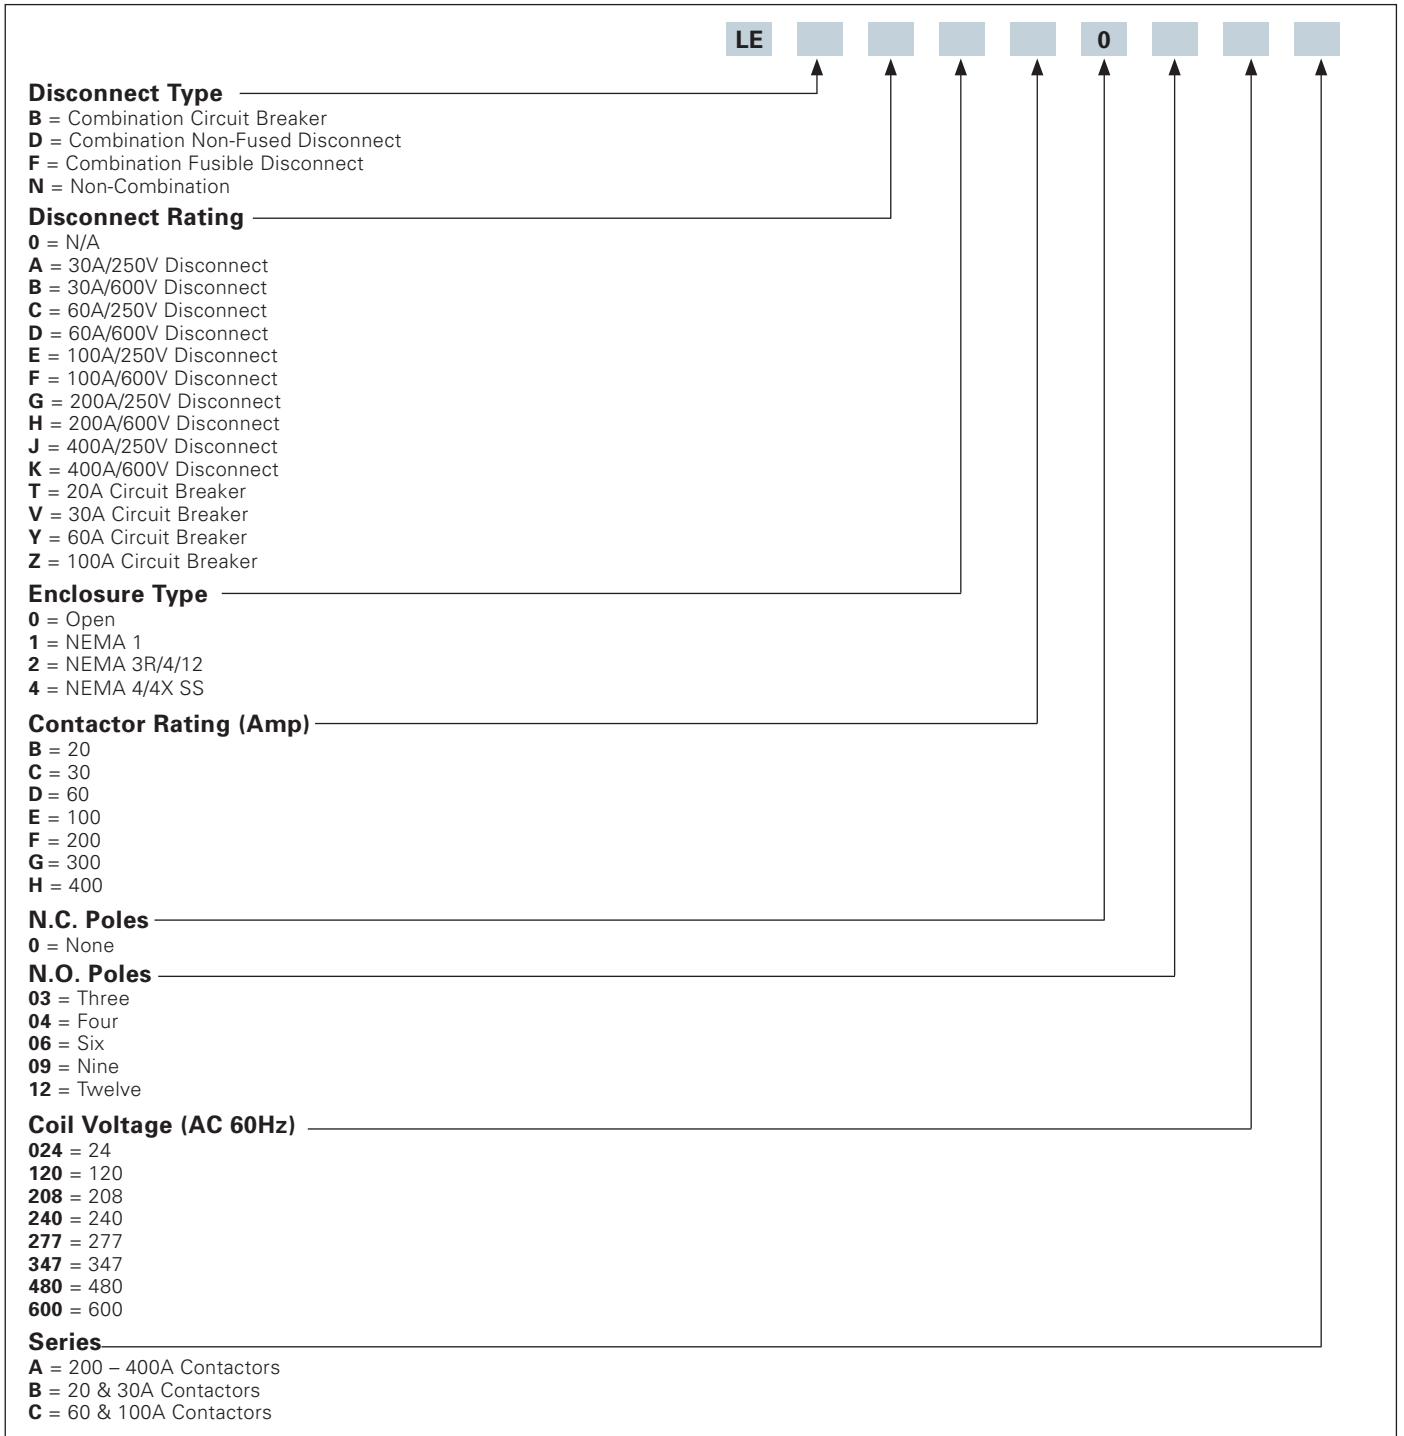 LE 0
Disconnect Type
B = Combination Circuit Breaker
D = Combination Non-Fused Disconnect
F = Combination Fusible Disconnect
N = Non-Combination
Disconnect Rating
0 = N/A
A = 30A/250V Disconnect
B = 30A/600V Disconnect
C = 60A/250V Disconnect
D = 60A/600V Disconnect
E = 100A/250V Disconnect
F = 100A/600V Disconnect
G = 200A/250V Disconnect
H = 200A/600V Disconnect
J = 400A/250V Disconnect
K = 400A/600V Disconnect
T = 20A Circuit Breaker
V = 30A Circuit Breaker
Y = 60A Circuit Breaker
Z = 100A Circuit Breaker
Enclosure Type
0 = Open
1 = NEMA 1
2 = NEMA 3R/4/12
4 = NEMA 4/4X SS
Contactor Rating (Amp)
B = 20
C = 30
D = 60
E = 100
F = 200
G = 300
H = 400
N.C. Poles
0 = None
N.O. Poles
03 = Three
04 = Four
06 = Six
09 = Nine
12 = Twelve
Coil Voltage (AC 60Hz)
024 = 24
120 = 120
208 = 208
240 = 240
277 = 277
347 = 347
480 = 480
600 = 600
Series
A = 200 – 400A Contactors
B = 20 & 30A Contactors
C = 60 & 100A Contactors